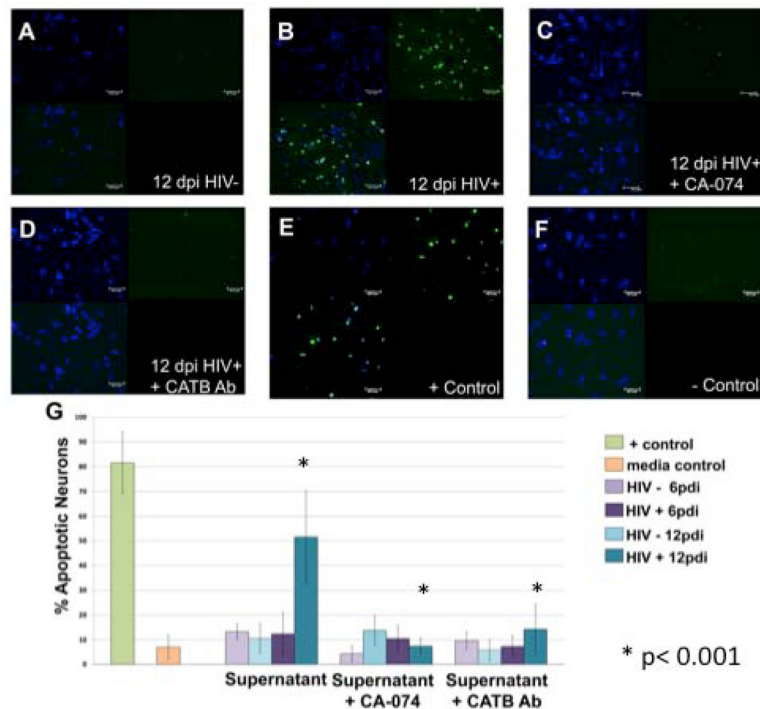 A
12 dpi HIV-
B
12 dpi HIV+
C
12 dpi HIV+
+ CA-074
D
12 dpi HIV+
+ CATB Ab
E
+ Control
F
- Control
G
% Apoptotic Neurons
100
90
80
70
60
50
40
30
20
10
0
*
*
*
Supernatant
Supernatant
+ CA-074
Supernatant
+ CATB Ab
+ control
media control
HIV - 6pdi
HIV + 6pdi
HIV - 12pdi
HIV + 12pdi
* p< 0.001